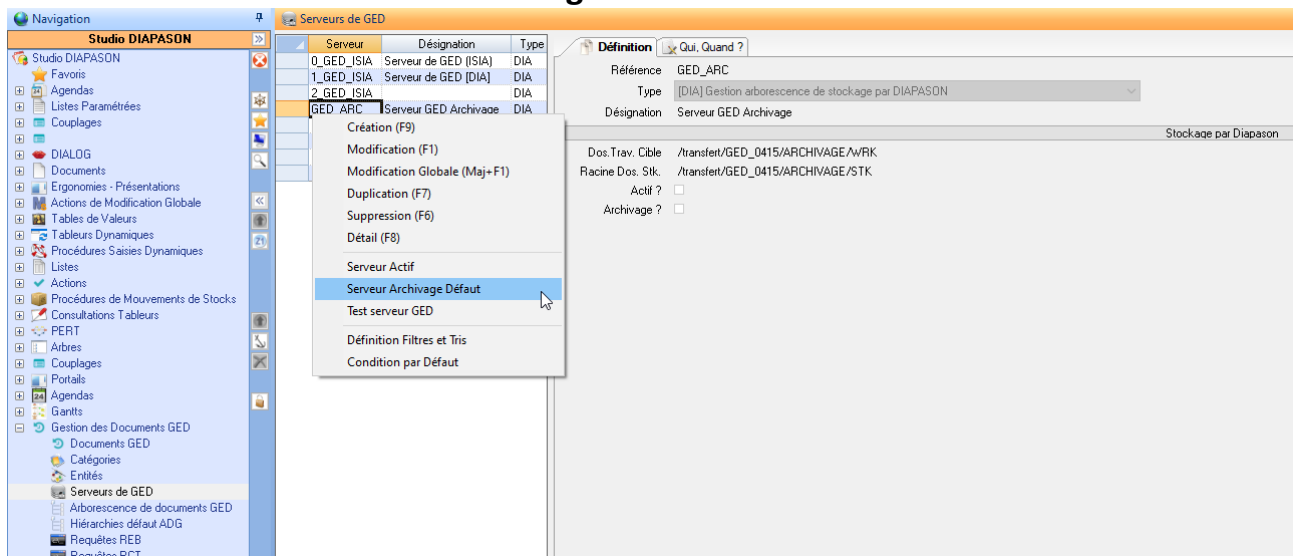 Navigation
Studio DIAPASON
Studio DIAPASON
Favoris
Agendas
Listes Paramétrées
Couplages
DIALOG
Documents
Ergonomies - Présentations
Actions de Modification Globale
Tables de Valeurs
Tableurs Dynamiques
Procédures Saisies Dynamiques
Listes
Actions
Procédures de Mouvements de Stocks
Consultations Tableurs
PERT
Arbres
Couplages
Portails
Agendas
Gantts
Gestion des Documents GED
Documents GED
Catégories
Entités
Serveurs de GED
Arborescence de documents GED
Hiérarchies défaut ADG
Requêtes REB
Requêtes RCT
Serveurs de GED
Serveur Désignation Type
0_GED_ISIA Serveur de GED (ISIA) DIA
1_GED_ISIA Serveur de GED [DIA] DIA
2_GED_ISIA DIA
GED_ARC Serveur GED Archivage DIA
Création (F9)
Modification (F1)
Modification Globale (Maj+F1)
Duplication (F7)
Suppression (F6)
Détail (F8)
Serveur Actif
Serveur Archivage Défaut
Test serveur GED
Définition Filtres et Tris
Condition par Défaut
Définition Qui, Quand ?
Référence GED_ARC
Type [DIA] Gestion arborescence de stockage par DIAPASON
Désignation Serveur GED Archivage
Stockage par Diapason
Dos.Trav. Cible /transfert/GED_0415/ARCHIVAGE/WRK
Racine Dos. Stk. /transfert/GED_0415/ARCHIVAGE/STK
Actif ?
Archivage ?